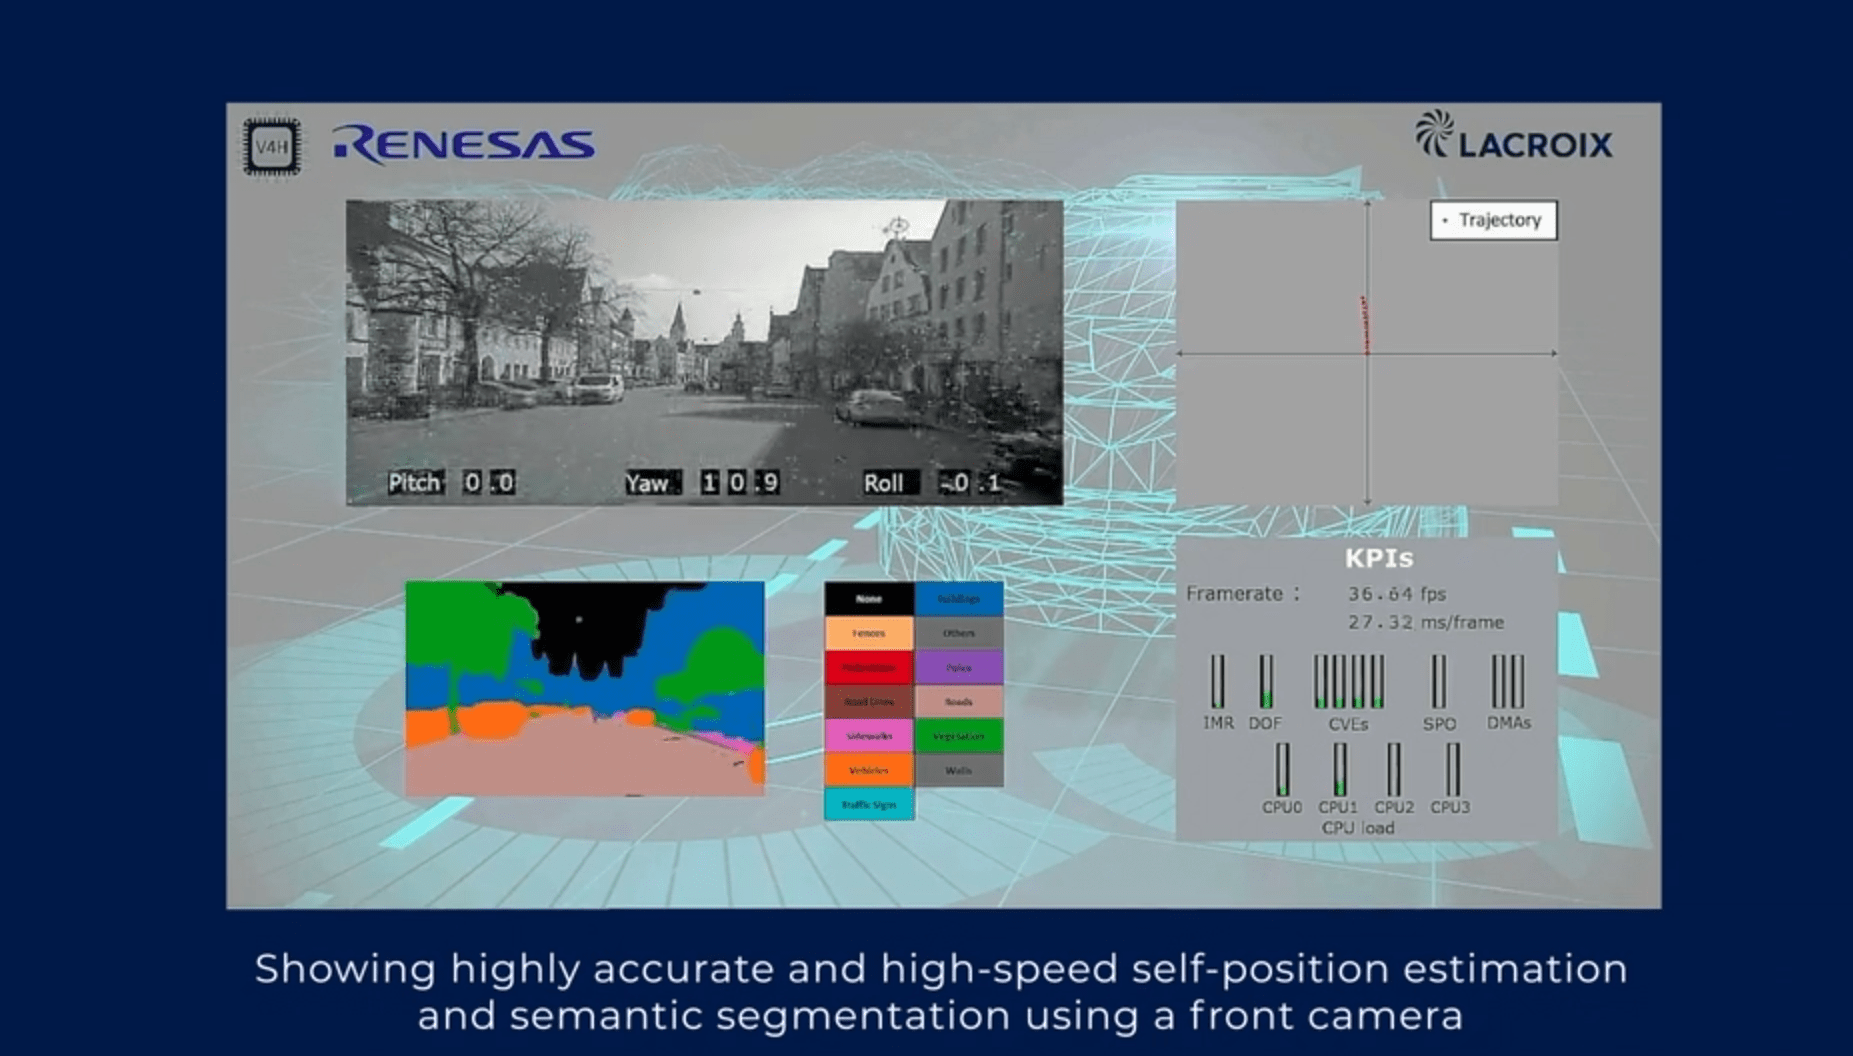 V4H
RENESAS
LACROIX
Trajectory
Pitch 0.0 Yaw 10.9 Roll -0.1
None
Buildings
Fences
Others
Pedestrians
Poles
Road Lines
Roads
Sidewalks
Vegetation
Vehicles
Walls
Traffic Signs
KPIs
Framerate : 36.64 fps
27.32 ms/frame
IMR DOF CVEs SPO DMAs
CPU0 CPU1 CPU2 CPU3
CPU load
Showing highly accurate and high-speed self-position estimation
and semantic segmentation using a front camera